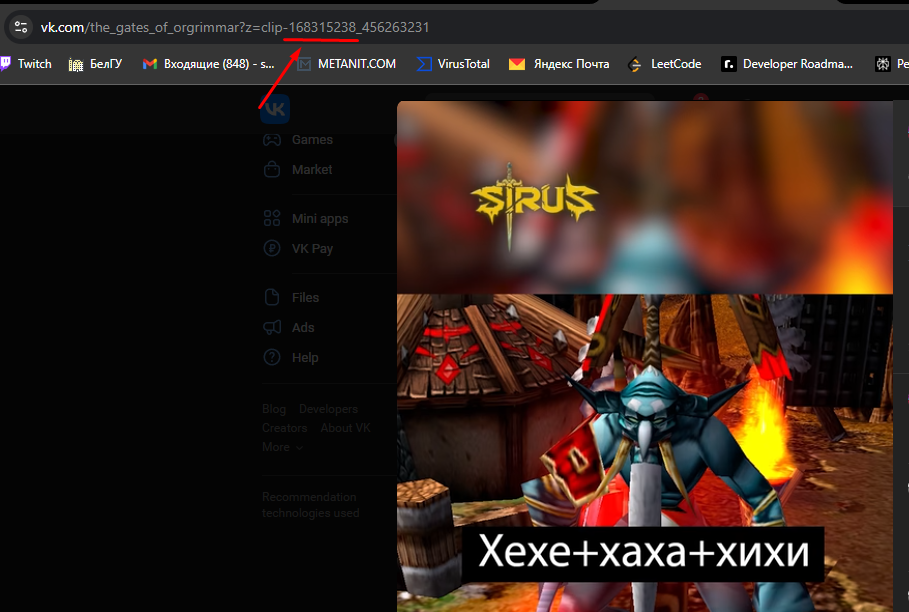 vk.com/the_gates_of_orgrimmar?z=clip-168315238_456263231
Twitch БелГУ Входящие (848) - s... METANIT.COM VirusTotal Яндекс Почта LeetCode Developer Roadma... Pe
Games
Market
Mini apps
VK Pay
Files
Ads
Help
Blog Developers
Creators About VK
More
Recommendation
technologies used
SIRUS
Хехе+хаха+хихи